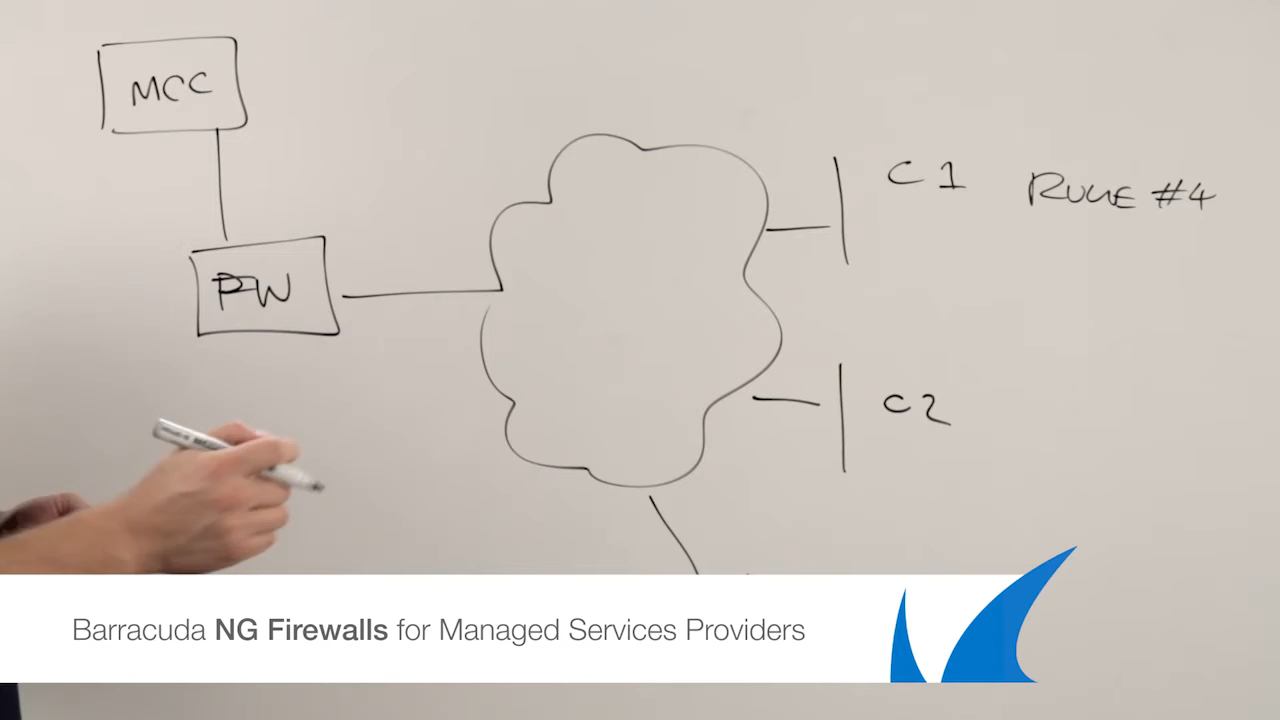 MCC
FW
C1 RULE #4
C2
Barracuda NG Firewalls for Managed Services Providers